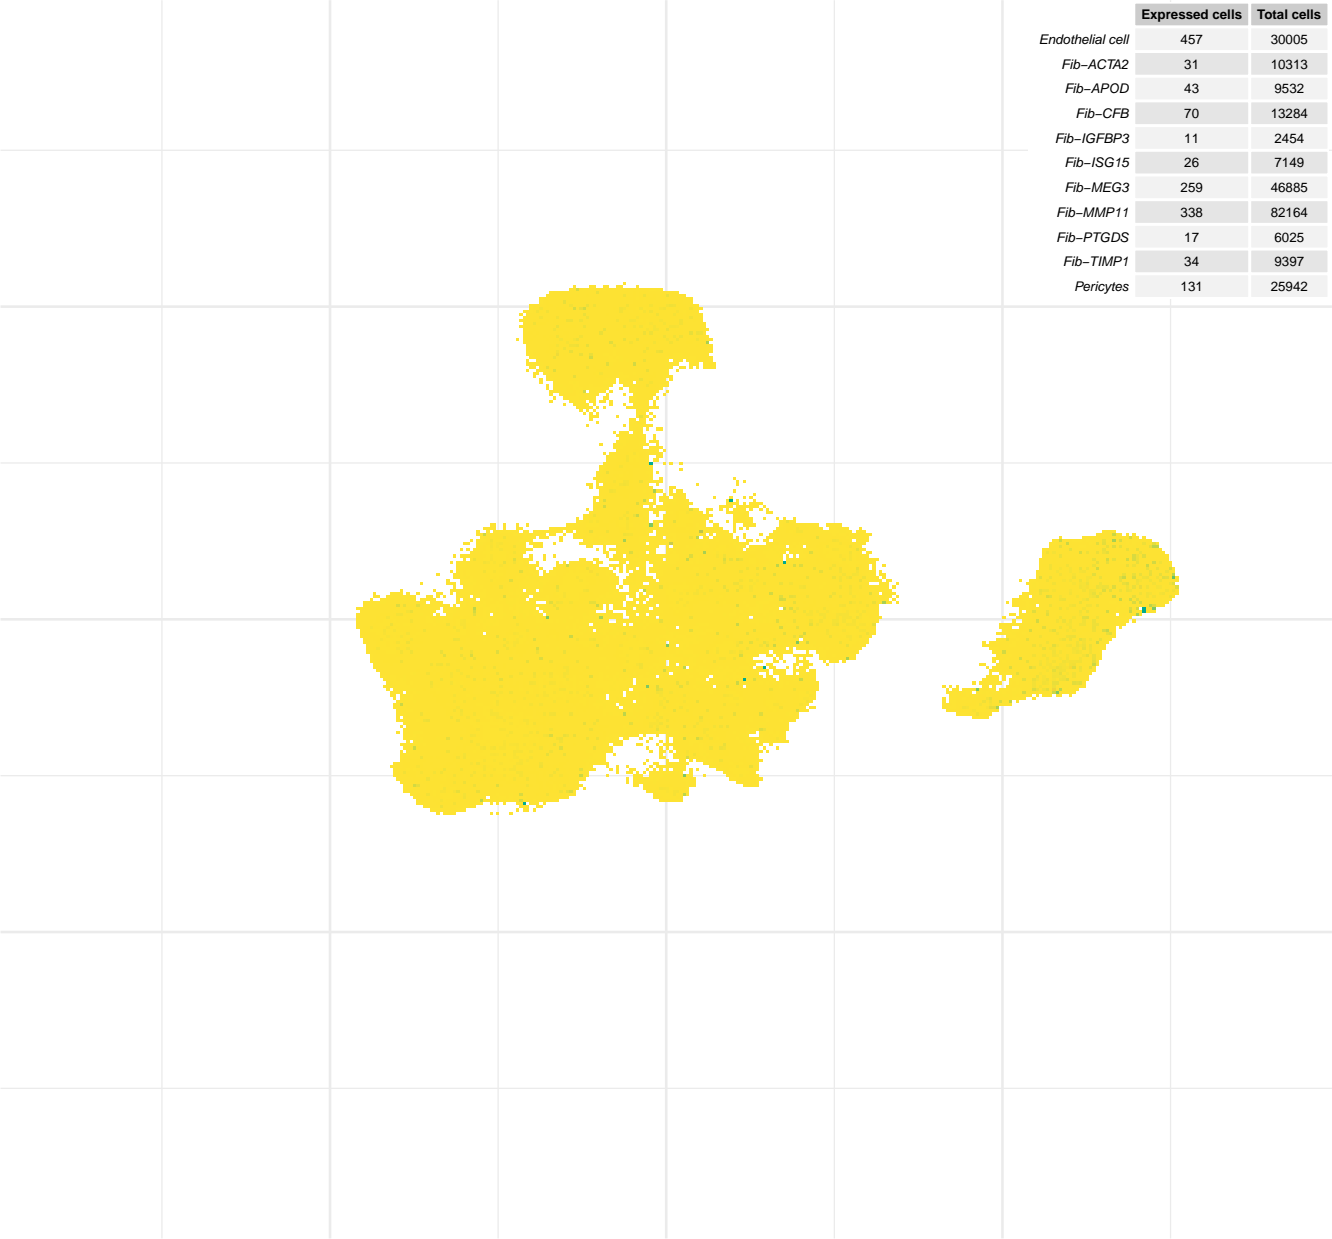 Expressed cells Total cells
Endothelial cell 457 30005
Fib−ACTA2 31 10313
Fib−APOD 43 9532
Fib−CFB 70 13284
Fib−IGFBP3 11 2454
Fib−ISG15 26 7149
Fib−MEG3 259 46885
Fib−MMP11 338 82164
Fib−PTGDS 17 6025
Fib−TIMP1 34 9397
Pericytes 131 25942